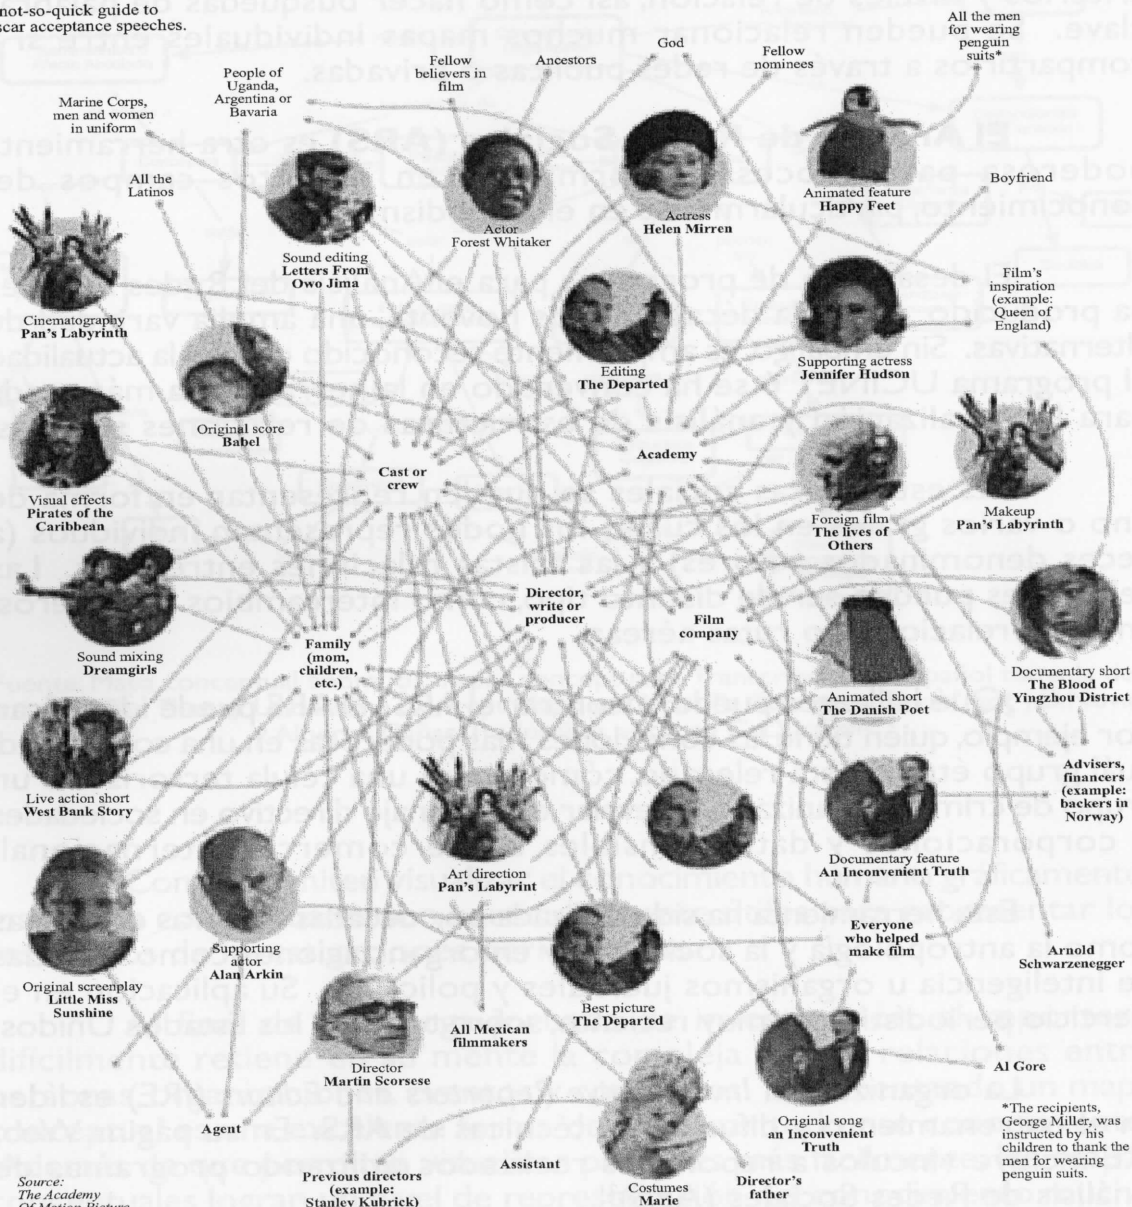 not-so-quick guide to
scar acceptance speeches.
All the men
for wearing
penguin
suits*
God
Fellow
nominees
Ancestors
Fellow
believers in
film
People of
Uganda,
Argentina or
Bavaria
Marine Corps,
men and women
in uniform
All the
Latinos
Boyfriend
Animated feature
Happy Feet
Actress
Helen Mirren
Actor
Forest Whitaker
Sound editing
Letters From
Owo Jima
Film's
inspiration
(example:
Queen of
England)
Cinematography
Pan's Labyrinth
Editing
The Departed
Supporting actress
Jennifer Hudson
Original score
Babel
Cast or
crew
Academy
Visual effects
Pirates of the
Caribbean
Foreign film
The lives of
Others
Makeup
Pan's Labyrinth
Director,
write or
producer
Film
company
Family
(mom,
children,
etc.)
Sound mixing
Dreamgirls
Animated short
The Danish Poet
Documentary short
The Blood of
Yingzhou District
Live action short
West Bank Story
Advisers,
financers
(example:
backers in
Norway)
Art direction
Pan's Labyrint
Documentary feature
An Inconvenient Truth
Everyone
who helped
make film
Arnold
Schwarzenegger
Supporting
actor
Alan Arkin
Original screenplay
Little Miss
Sunshine
Best picture
The Departed
All Mexican
filmmakers
Director
Martin Scorsese
Al Gore
Original song
an Inconvenient
Truth
*The recipients,
George Miller, was
instructed by his
children to thank the
men for wearing
penguin suits.
Agent
Assistant
Previous directors
(example:
Stanley Kubrick)
Costumes
Marie
Director's
father
Source:
The Academy
Of Motion Picture